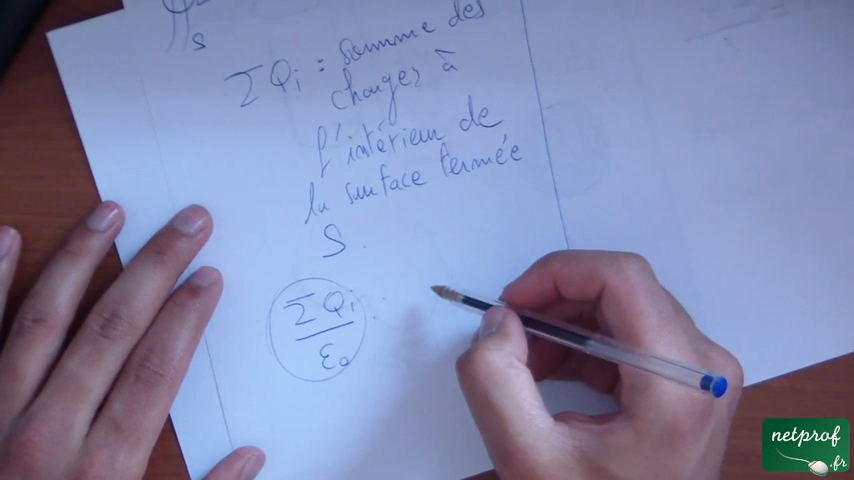 S
ΣQi : somme des
charges à
l'intérieur de
la surface fermée
S.
ΣQi
ε0
netprof
.fr